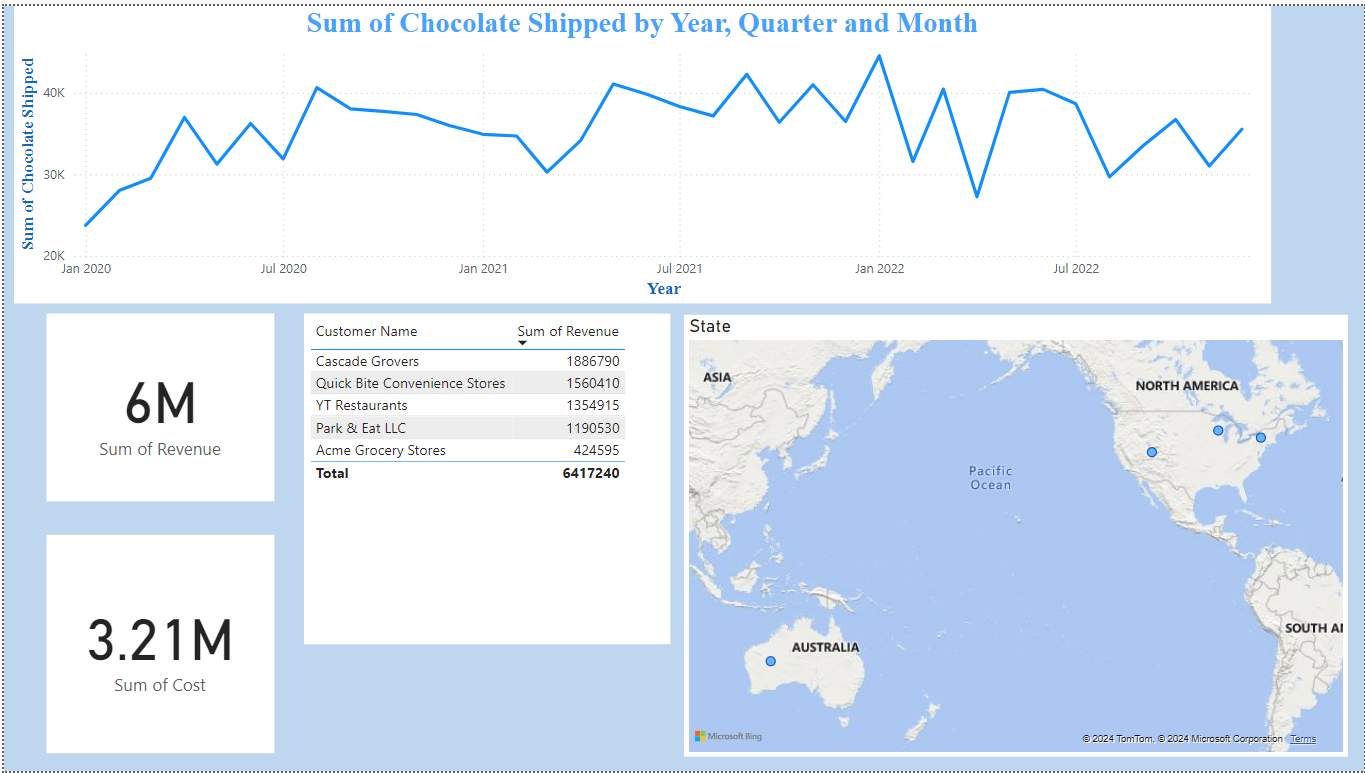 Sum of Chocolate Shipped by Year, Quarter and Month
Sum of Chocolate Shipped
40K
30K
20K
Jan 2020 Jul 2020 Jan 2021 Jul 2021 Jan 2022 Jul 2022
Year
6M
Sum of Revenue
3.21M
Sum of Cost
Customer Name Sum of Revenue
Cascade Grovers 1886790
Quick Bite Convenience Stores 1560410
YT Restaurants 1354915
Park & Eat LLC 1190530
Acme Grocery Stores 424595
Total 6417240
State
ASIA
NORTH AMERICA
Pacific
Ocean
AUSTRALIA
SOUTH A
Microsoft Bing
© 2024 TomTom, © 2024 Microsoft Corporation Terms